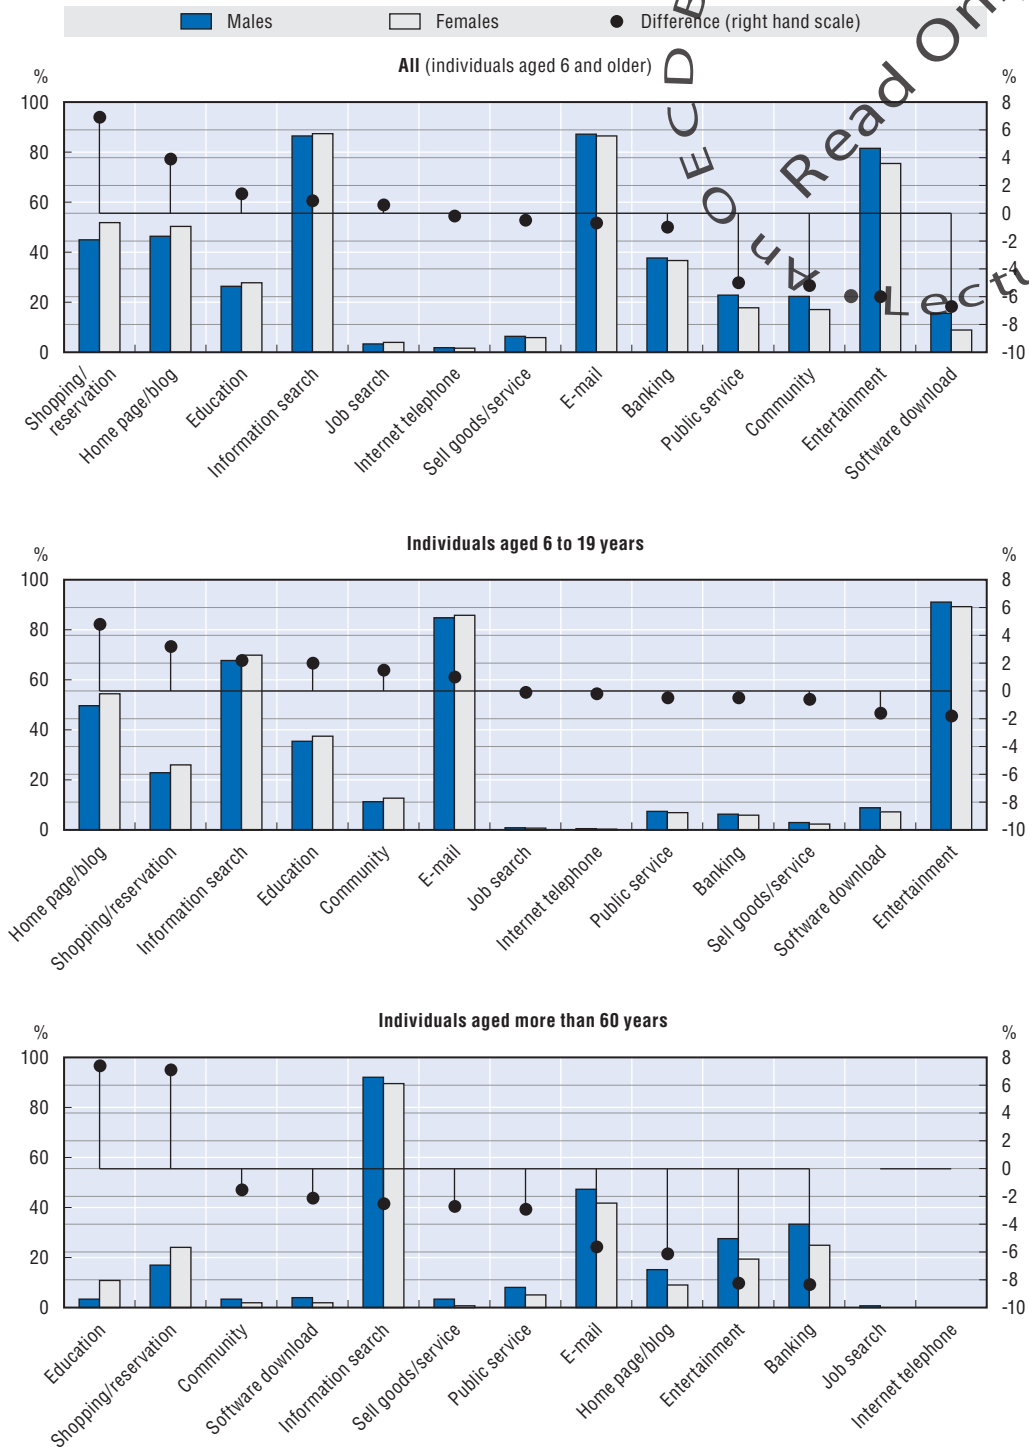 Males Females Difference (right hand scale)
All (individuals aged 6 and older)
% %
100 8
80 6
60 4
40 2
20 0
0 -2
-4
-6
-8
-10
Shopping/
reservation
Home page/blog
Education
Information search
Job search
Internet telephone
Sell goods/service
E-mail
Banking
Public service
Community
Entertainment
Software download
OECD B
Read On
Lectu
Individuals aged 6 to 19 years
% %
100 8
80 6
60 4
40 2
20 0
0 -2
-4
-6
-8
-10
Home page/blog
Shopping/reservation
Information search
Education
Community
E-mail
Job search
Internet telephone
Public service
Banking
Sell goods/service
Software download
Entertainment
Individuals aged more than 60 years
% %
100 8
80 6
60 4
40 2
20 0
0 -2
-4
-6
-8
-10
Education
Shopping/reservation
Community
Software download
Information search
Sell goods/service
Public service
E-mail
Home page/blog
Entertainment
Banking
Job search
Internet telephone